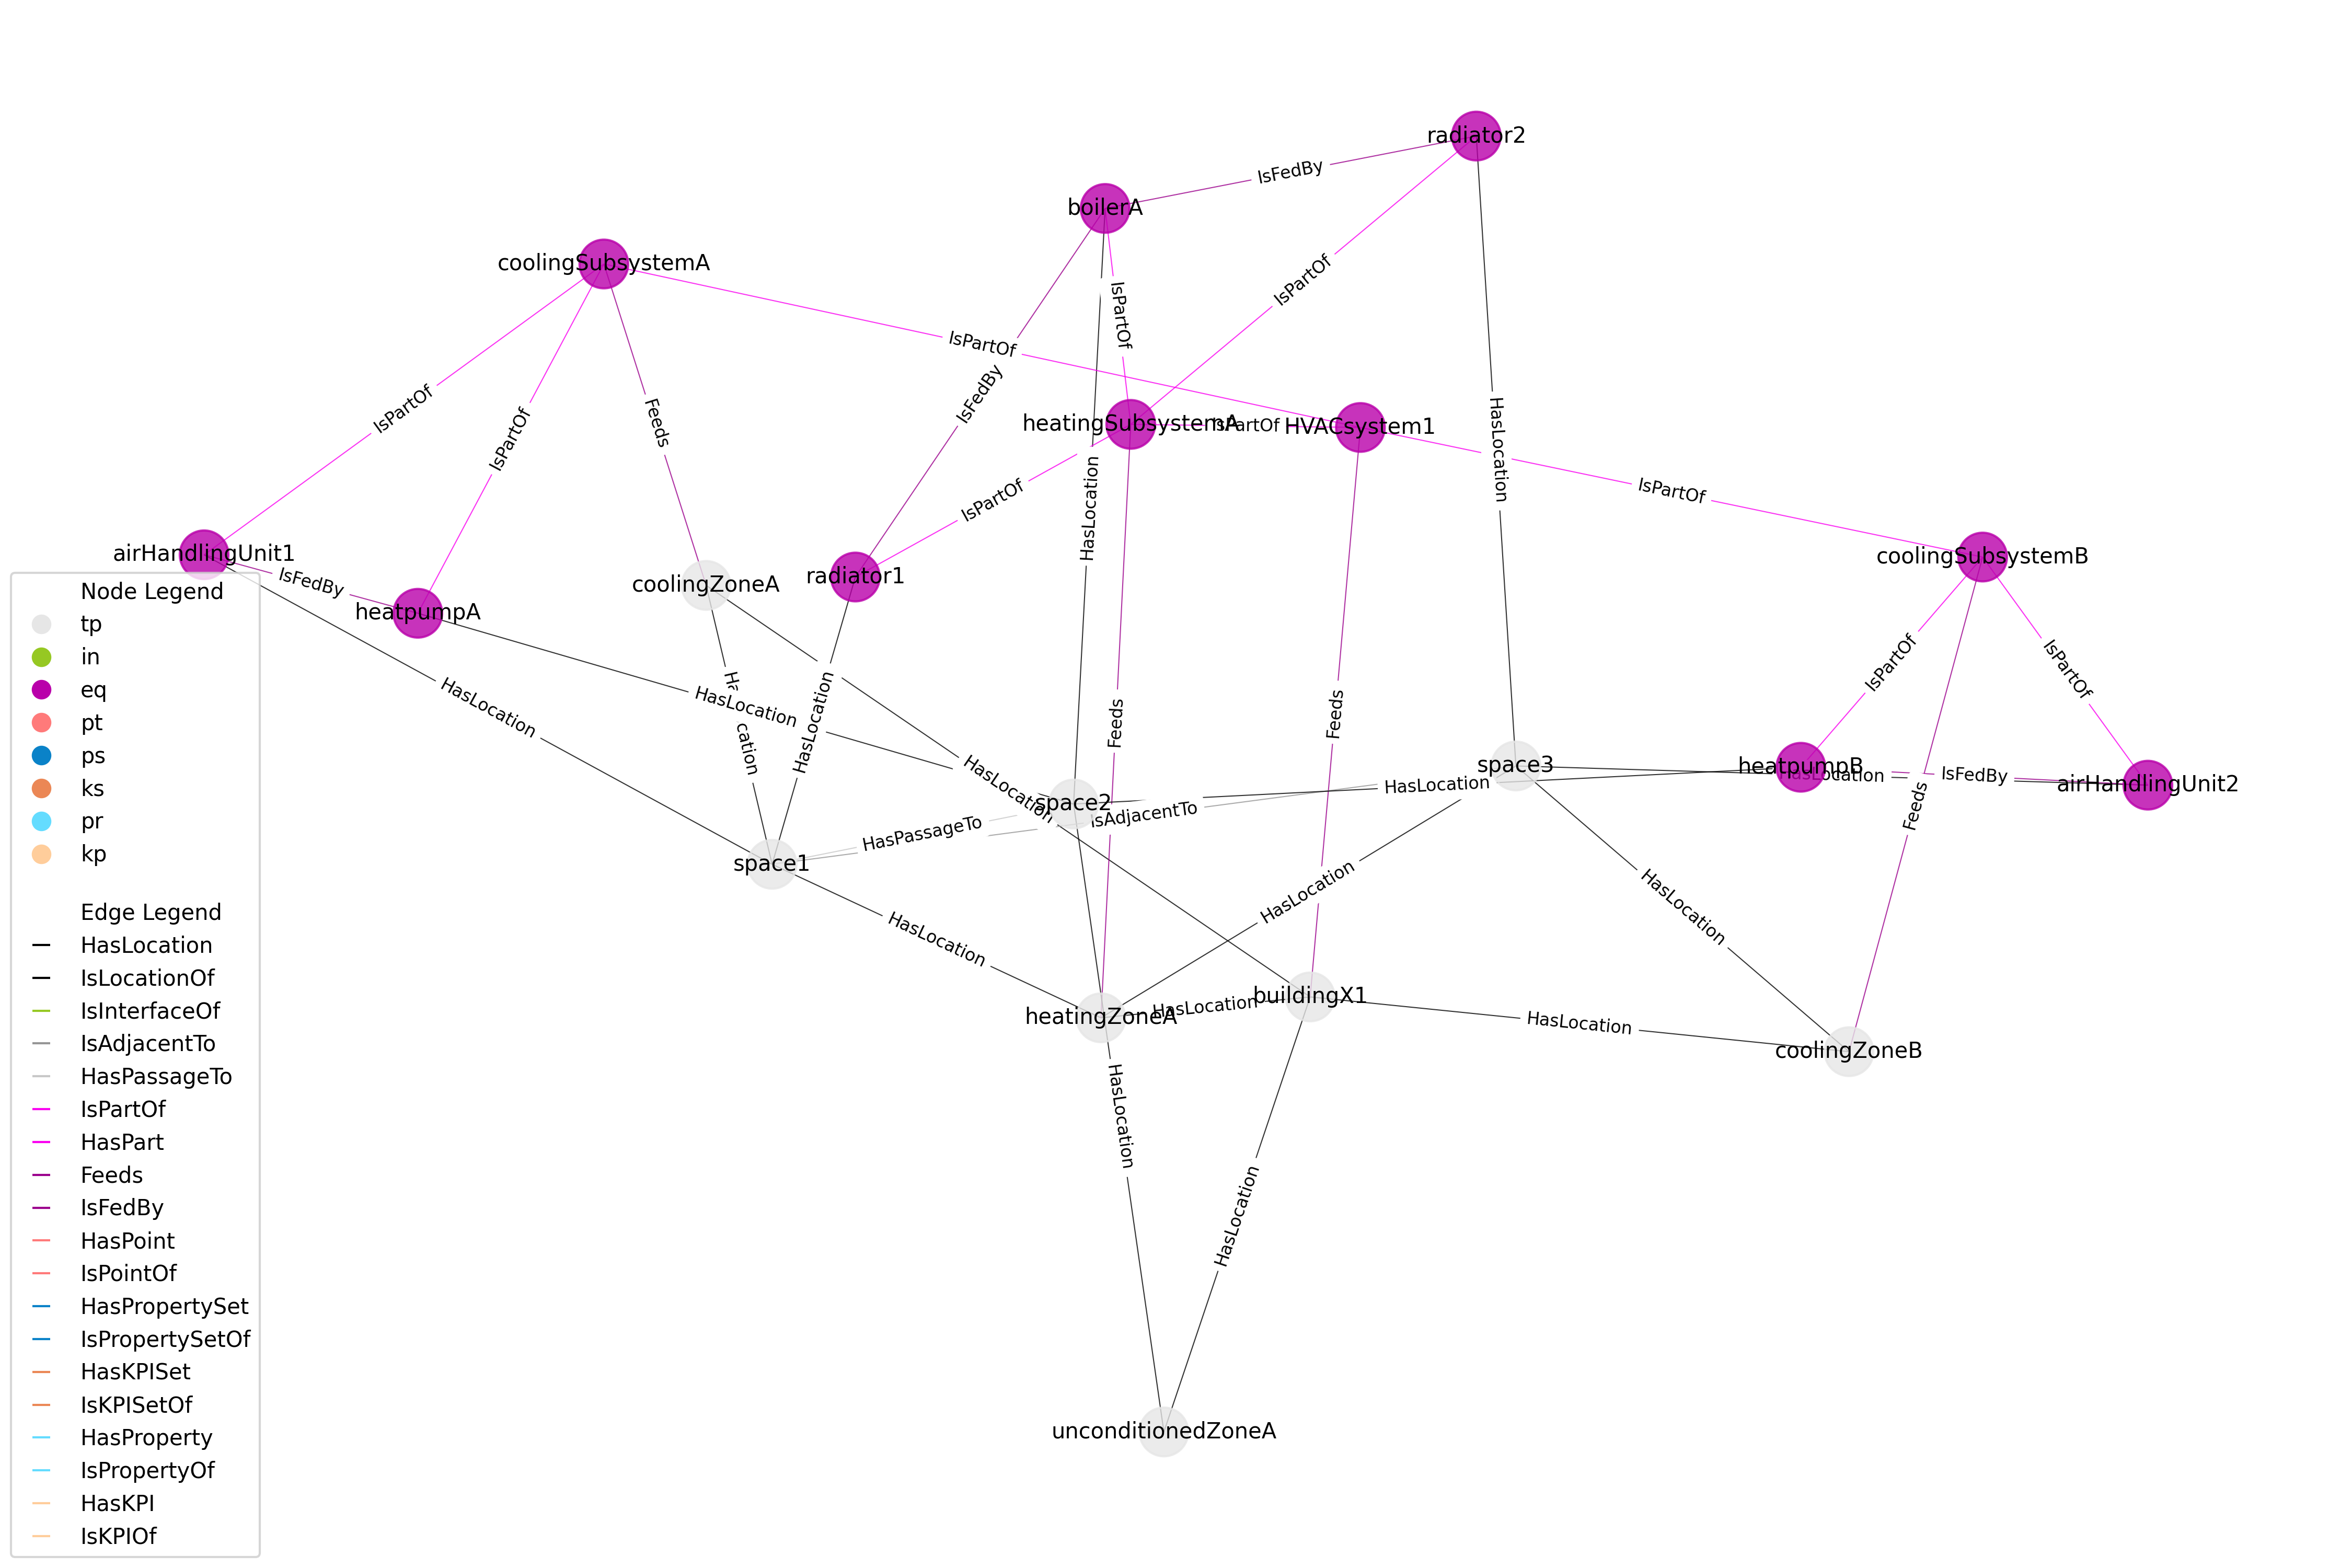 radiator2
IsFedBy
boilerA
coolingSubsystemA
IsPartOf
IsPartOf
IsPartOf
IsFedBy
IsPartOf
IsPartOf
Feeds
HasLocation
heatingSubsystemA
IsPartOf
HVACsystem1
IsPartOf
IsPartOf
IsPartOf
HasLocation
airHandlingUnit1
IsFedBy
heatpumpA
coolingZoneA
radiator1
coolingSubsystemB
IsPartOf
IsPartOf
HasLocation
HasLocation
HasLocation
HasLocation
Feeds
Feeds
HasLocation
space3
heatpumpB
HasLocation
IsFedBy
airHandlingUnit2
space2
HasLocation
HasPassageTo
IsAdjacentTo
Feeds
space1
HasLocation
HasLocation
HasLocation
heatingZoneA
HasLocation
buildingX1
HasLocation
coolingZoneB
HasLocation
HasLocation
unconditionedZoneA
Node Legend
tp
in
eq
pt
ps
ks
pr
kp
Edge Legend
HasLocation
IsLocationOf
IsInterfaceOf
IsAdjacentTo
HasPassageTo
IsPartOf
HasPart
Feeds
IsFedBy
HasPoint
IsPointOf
HasPropertySet
IsPropertySetOf
HasKPISet
IsKPISetOf
HasProperty
IsPropertyOf
HasKPI
IsKPIOf